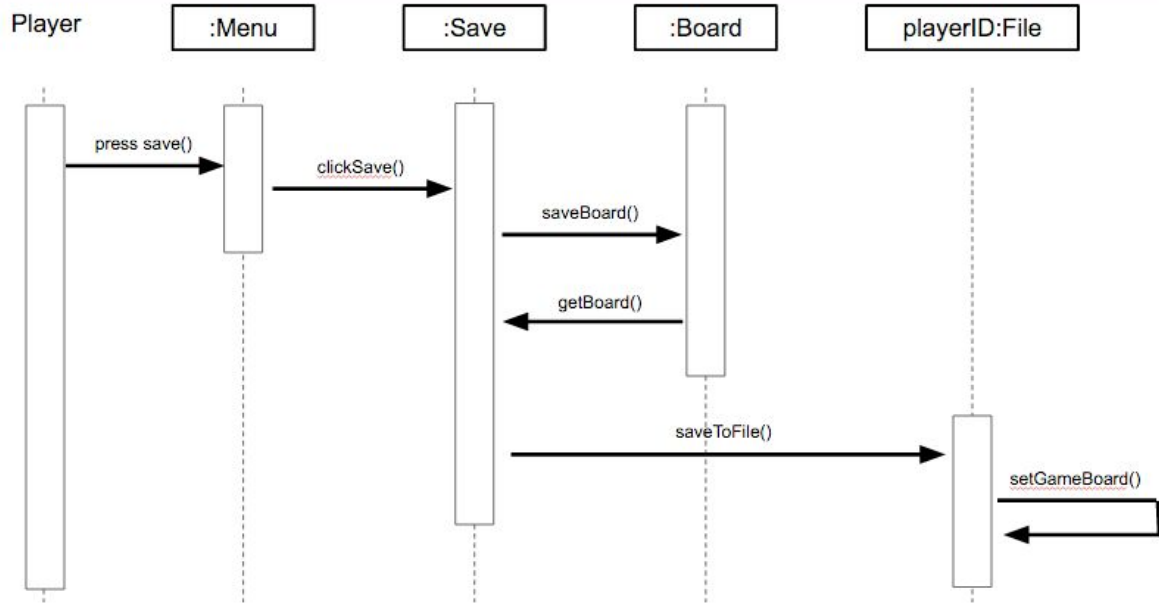 Player
:Menu
:Save
:Board
playerID:File
press save()
clickSave()
saveBoard()
getBoard()
saveToFile()
setGameBoard()